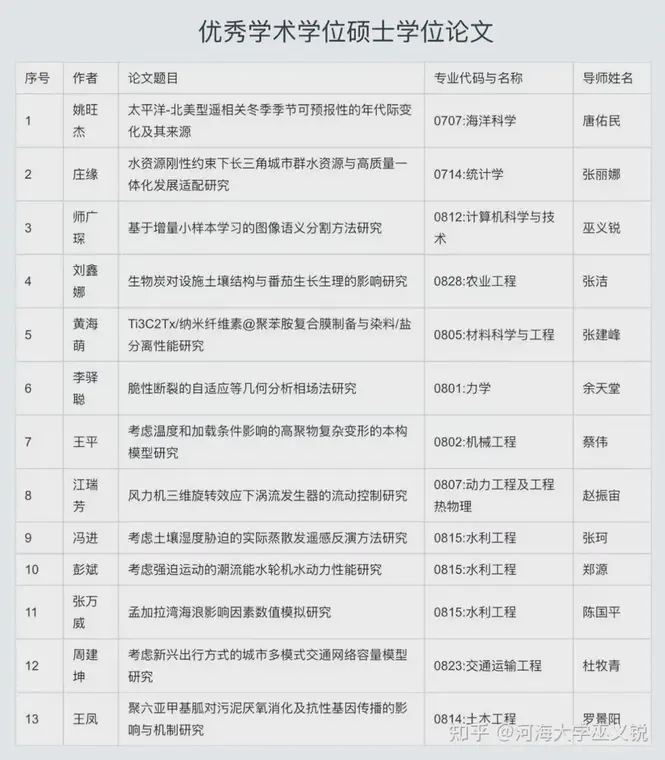 优秀学术学位硕士学位论文
序号 作者 论文题目 专业代码与名称 导师姓名
1 姚旺杰 太平洋-北美型遥相关冬季季节可预报性的年代际变化及其来源 0707:海洋科学 唐佑民
2 庄缘 水资源刚性约束下长三角城市群水资源与高质量一体化发展适配研究 0714:统计学 张丽娜
3 师广琛 基于增量小样本学习的图像语义分割方法研究 0812:计算机科学与技术 巫义锐
4 刘鑫娜 生物炭对设施土壤结构与番茄生长生理的影响研究 0828:农业工程 张洁
5 黄海萌 Ti3C2Tx/纳米纤维素@聚苯胺复合膜制备与染料/盐分离性能研究 0805:材料科学与工程 张建峰
6 李驿聪 脆性断裂的自适应等几何分析相场法研究 0801:力学 余天堂
7 王平 考虑温度和加载条件影响的高聚物复杂变形的本构模型研究 0802:机械工程 蔡伟
8 江瑞芳 风力机三维旋转效应下涡流发生器的流动控制研究 0807:动力工程及工程热物理 赵振宙
9 冯进 考虑土壤湿度胁迫的实际蒸散发遥感反演方法研究 0815:水利工程 张珂
10 彭斌 考虑强迫运动的潮流能水轮机水动力性能研究 0815:水利工程 郑源
11 张万威 孟加拉湾海浪影响因素数值模拟研究 0815:水利工程 陈国平
12 周建坤 考虑新兴出行方式的城市多模式交通网络容量模型研究 0823:交通运输工程 杜牧青
13 王凤 聚六亚甲基胍对污泥厌氧消化及抗性基因传播的影响与机制研究 0814:土木工程 罗景阳
知乎 @河海大学巫义锐